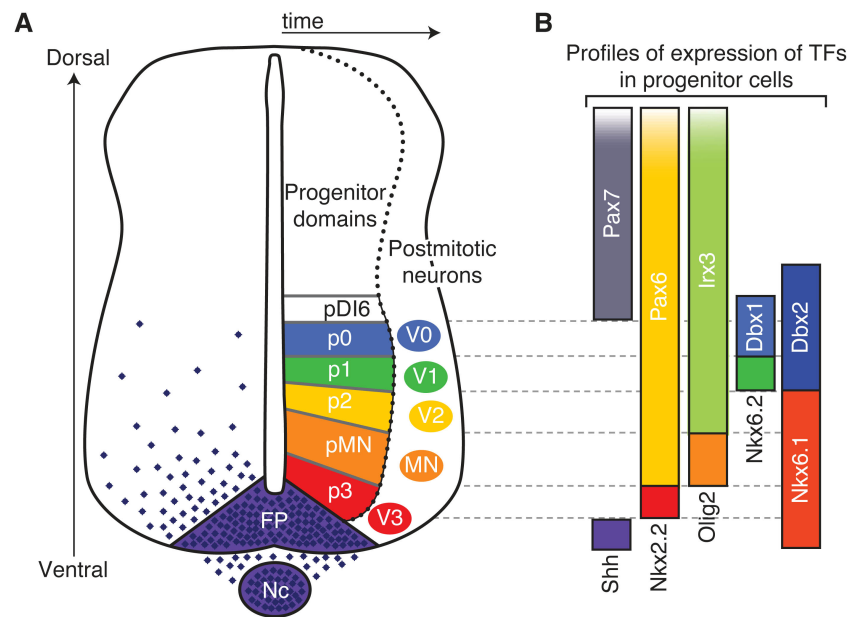 A
time
Dorsal
Progenitor
domains
Postmitotic
neurons
pDI6
p0
V0
p1
V1
p2
V2
pMN
MN
p3
V3
FP
Nc
Ventral
B
Profiles of expression of TFs
in progenitor cells
Pax7
Pax6
Irx3
Dbx1
Dbx2
Nkx6.2
Nkx6.1
Olig2
Nkx2.2
Shh